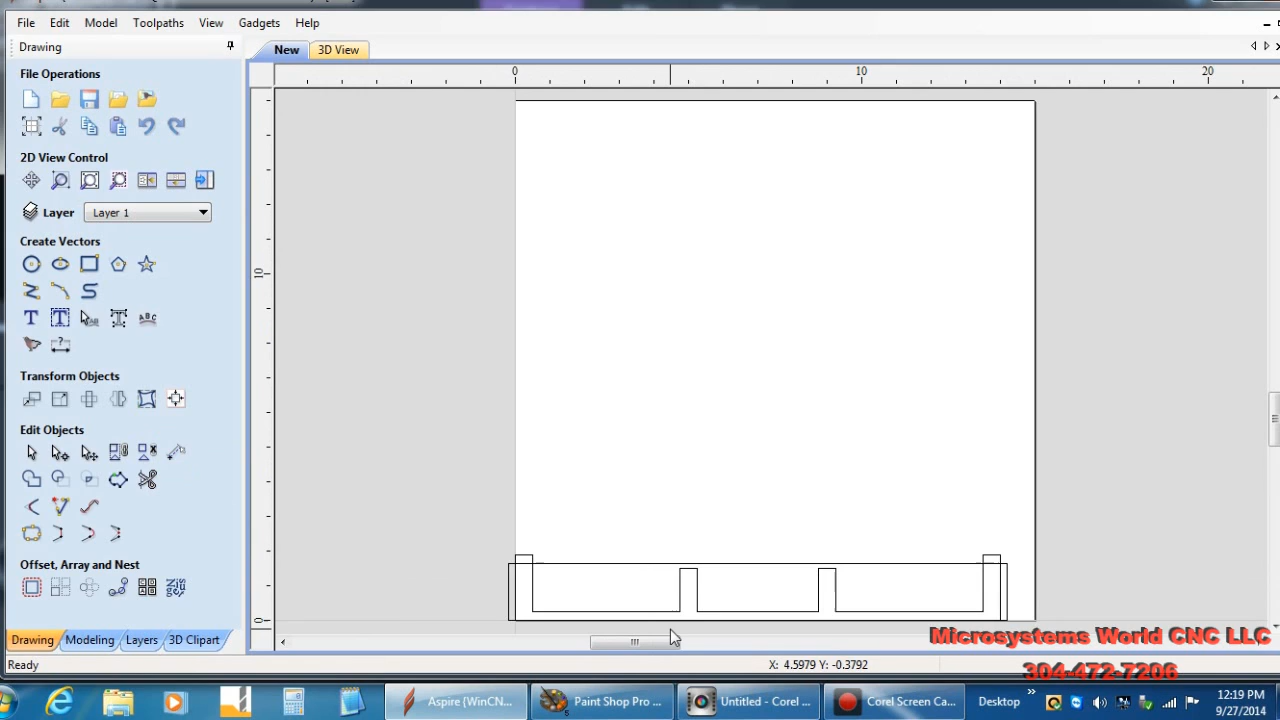 File Edit Model Toolpaths View Gadgets Help
Drawing
New 3D View
0 10 20
File Operations
2D View Control
Layer Layer 1
Create Vectors
10
Transform Objects
Edit Objects
Offset, Array and Nest
0
Drawing Modeling Layers 3D Clipart
Microsystems World CNC LLC
Ready
X: 4.5979 Y: -0.3792
304-472-7206
Aspire {WinCN... Paint Shop Pro ... Untitled - Corel ... Corel Screen Ca... Desktop
12:19 PM
9/27/2014